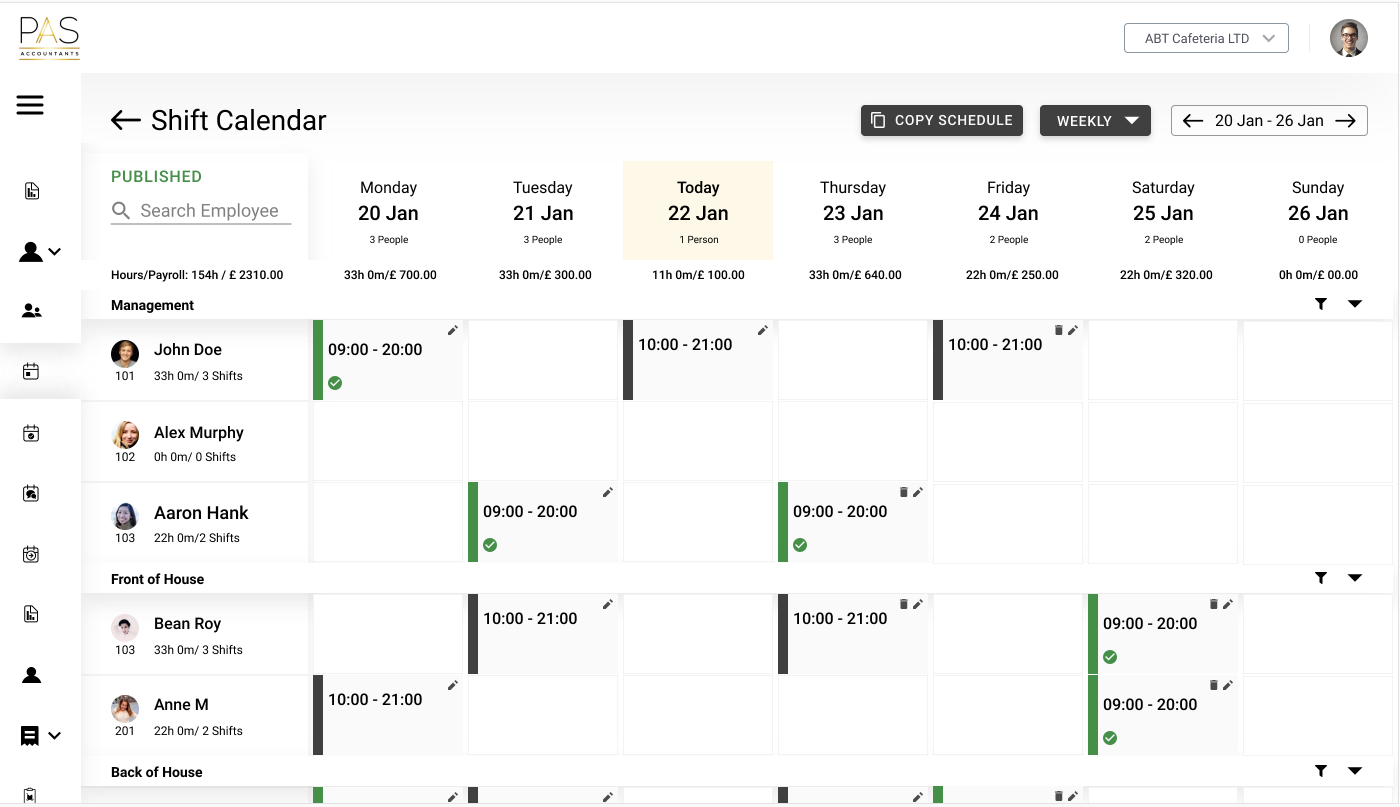 PAS
ACCOUNTANTS
ABT Cafeteria LTD
Shift Calendar
COPY SCHEDULE
WEEKLY
20 Jan - 26 Jan
PUBLISHED
Search Employee
Monday
20 Jan
3 People
Tuesday
21 Jan
3 People
Today
22 Jan
1 Person
Thursday
23 Jan
3 People
Friday
24 Jan
2 People
Saturday
25 Jan
2 People
Sunday
26 Jan
0 People
Hours/Payroll: 154h / £ 2310.00
33h 0m/£ 700.00
33h 0m/£ 300.00
11h 0m/£ 100.00
33h 0m/£ 640.00
22h 0m/£ 250.00
22h 0m/£ 320.00
0h 0m/£ 00.00
Management
John Doe
101
33h 0m/ 3 Shifts
09:00 - 20:00
10:00 - 21:00
10:00 - 21:00
Alex Murphy
102
0h 0m/ 0 Shifts
Aaron Hank
103
22h 0m/2 Shifts
09:00 - 20:00
09:00 - 20:00
Front of House
Bean Roy
103
33h 0m/ 3 Shifts
10:00 - 21:00
10:00 - 21:00
09:00 - 20:00
Anne M
201
22h 0m/ 2 Shifts
10:00 - 21:00
09:00 - 20:00
Back of House